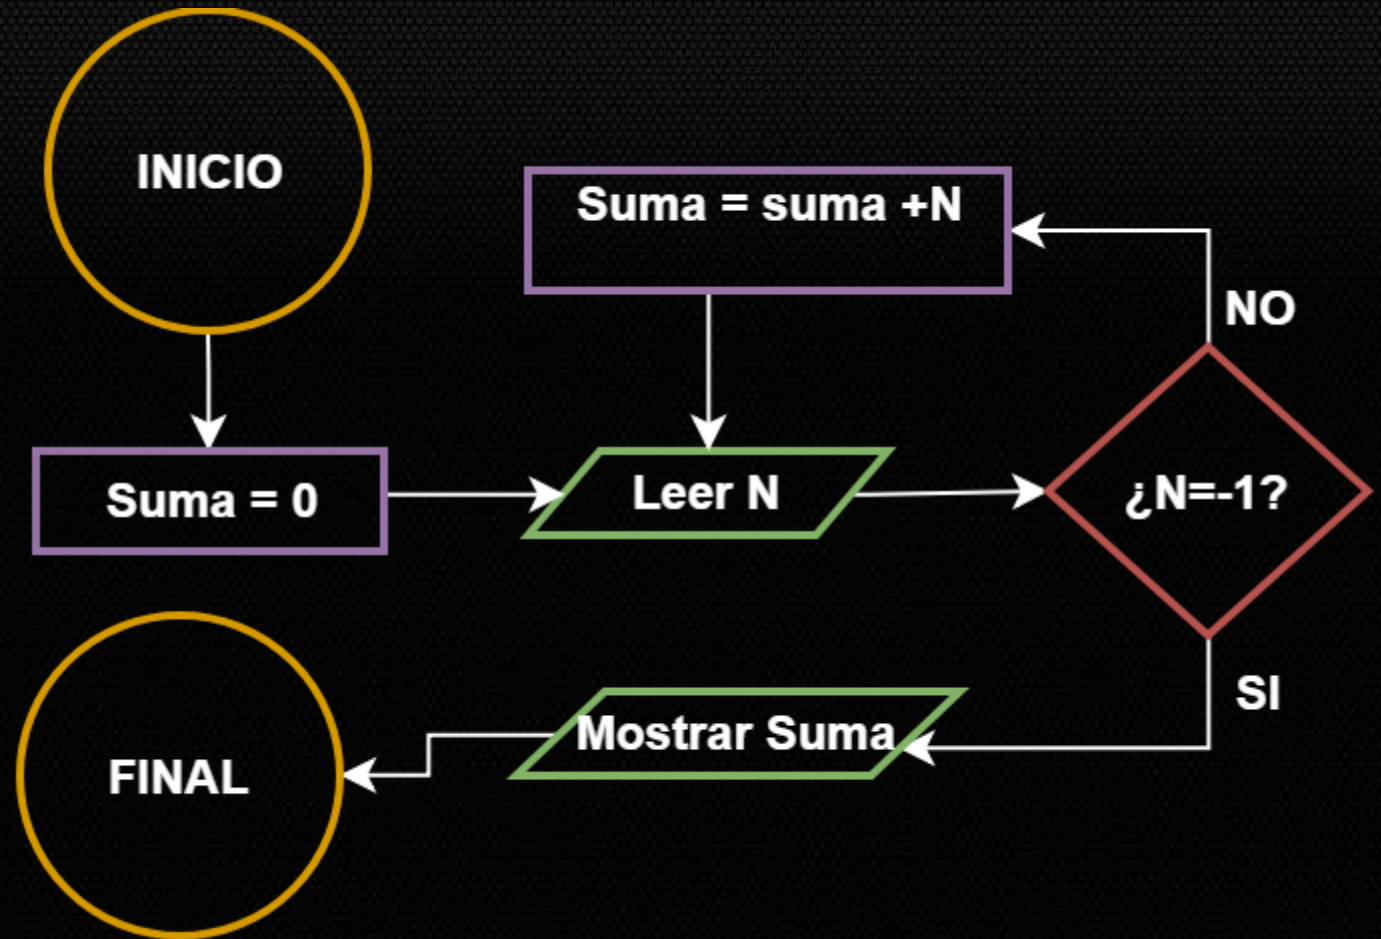 INICIO
Suma = suma +N
NO
Suma = 0
Leer N
¿N=-1?
SI
Mostrar Suma
FINAL